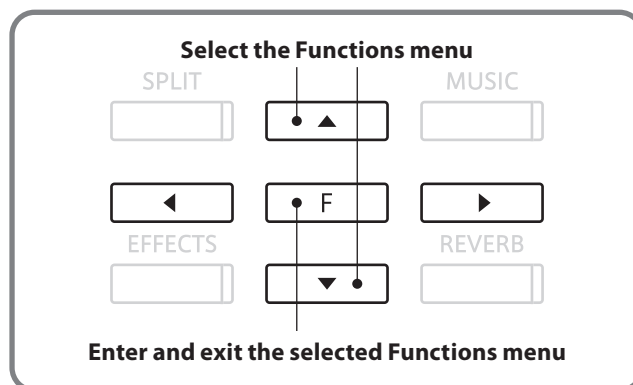 Select the Functions menu
SPLIT
MUSIC
F
EFFECTS
REVERB
Enter and exit the selected Functions menu